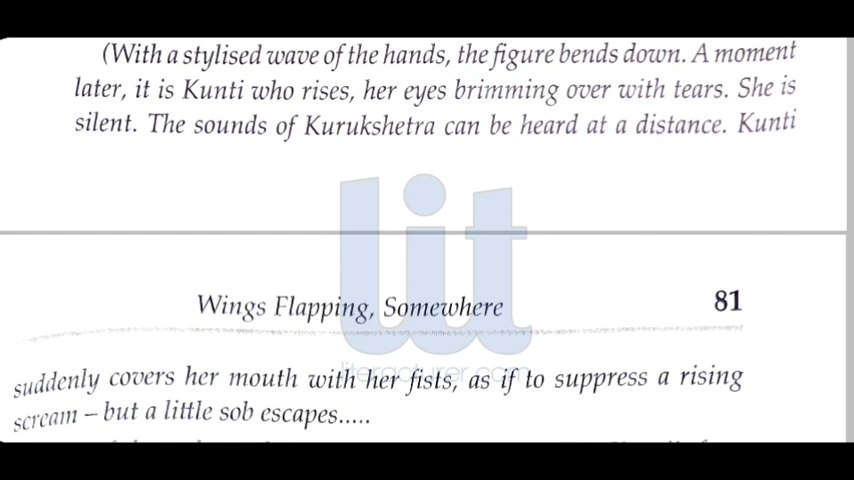 (With a stylised wave of the hands, the figure bends down. A moment
later, it is Kunti who rises, her eyes brimming over with tears. She is
silent. The sounds of Kurukshetra can be heard at a distance. Kunti
lit
Wings Flapping, Somewhere 81
literacturer.com
suddenly covers her mouth with her fists, as if to suppress a rising
scream – but a little sob escapes.....